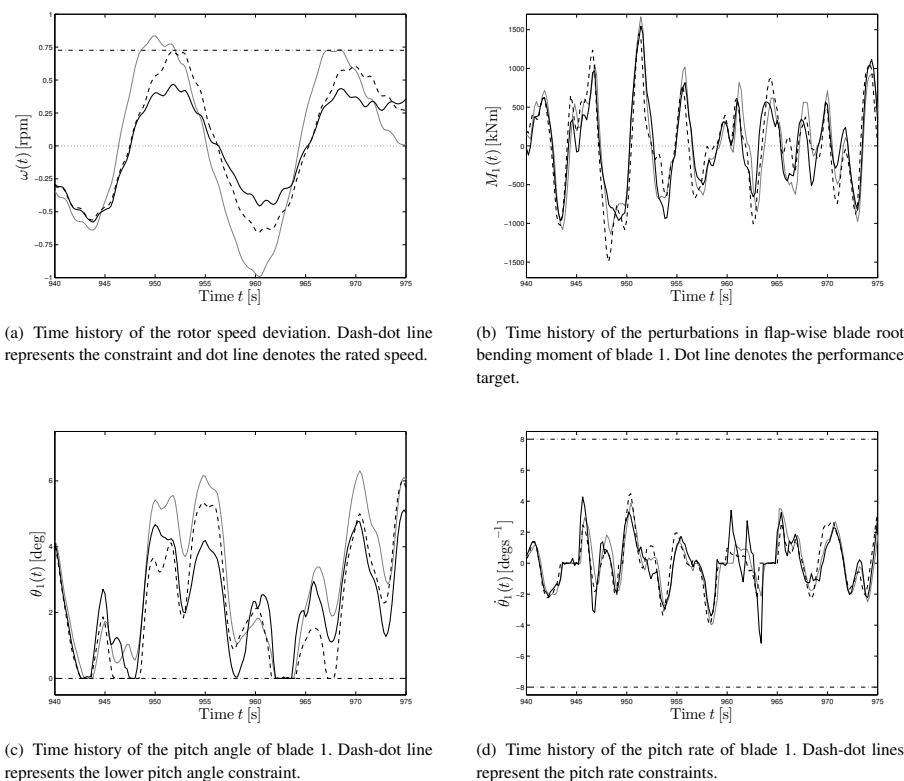 1
0.75
0.5
0.25
0
−0.25
−0.5
−0.75
−1
ω(t) [rpm]
940 945 950 955 960 965 970 975
Time t [s]
(a) Time history of the rotor speed deviation. Dash-dot line
represents the constraint and dot line denotes the rated speed.
1500
1000
500
0
−500
−1000
−1500
M₁(t) [kNm]
940 945 950 955 960 965 970 975
Time t [s]
(b) Time history of the perturbations in flap-wise blade root
bending moment of blade 1. Dot line denotes the performance
target.
6
4
2
0
θ₁(t) [deg]
940 945 950 955 960 965 970 975
Time t [s]
(c) Time history of the pitch angle of blade 1. Dash-dot line
represents the lower pitch angle constraint.
8
6
4
2
0
−2
−4
−6
−8
θ̇₁(t) [degs⁻¹]
940 945 950 955 960 965 970 975
Time t [s]
(d) Time history of the pitch rate of blade 1. Dash-dot lines
represent the pitch rate constraints.